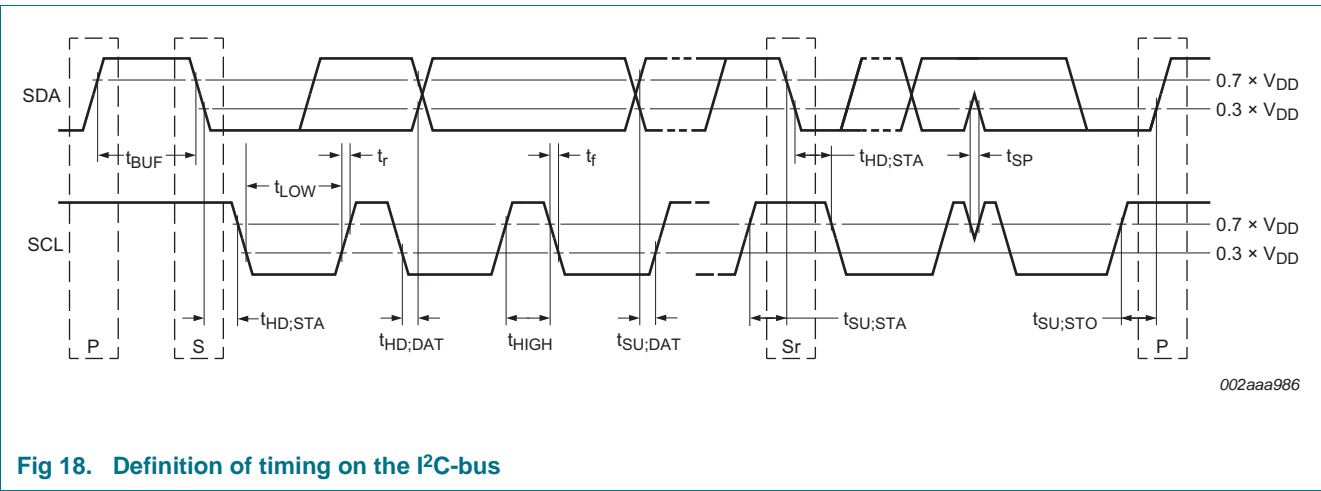 SDA
0.7 × VDD
0.3 × VDD
tBUF
tLOW
tr
tf
tHD;STA
tSP
SCL
0.7 × VDD
0.3 × VDD
tHD;STA
tHD;DAT
tHIGH
tSU;DAT
tSU;STA
tSU;STO
P
S
Sr
P
002aaa986
Fig 18. Definition of timing on the I²C-bus